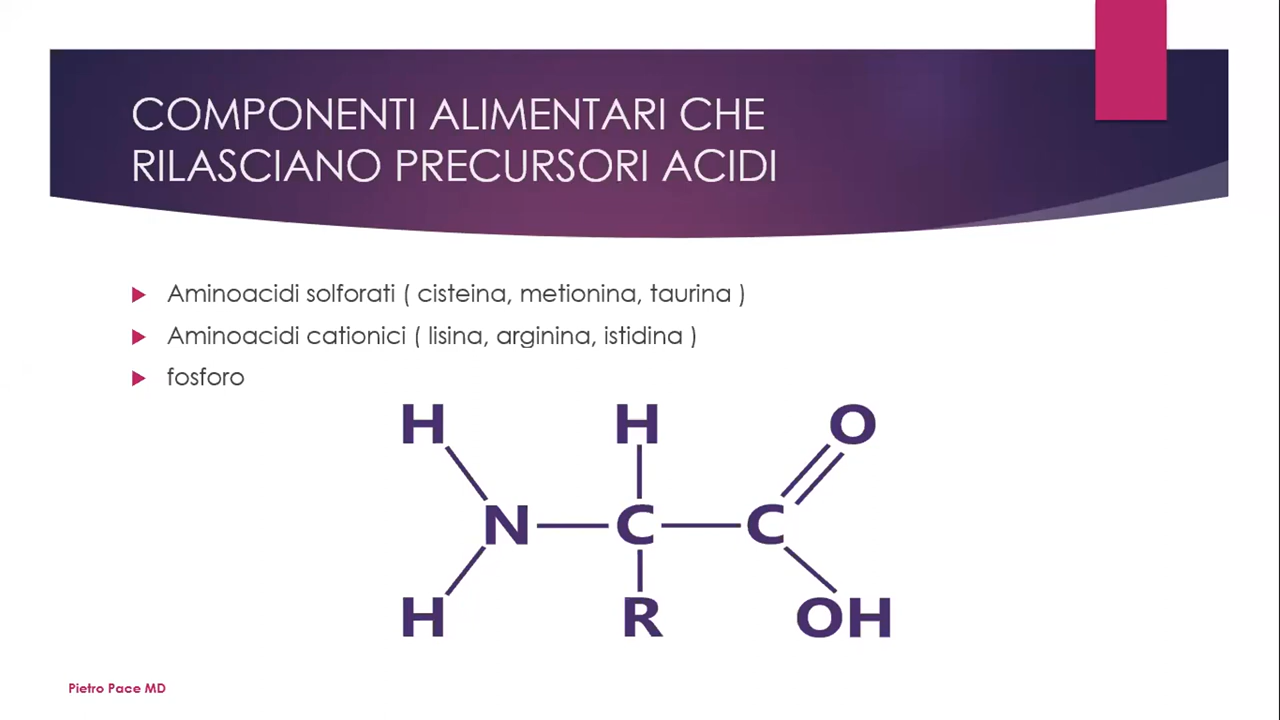 COMPONENTI ALIMENTARI CHE
RILASCIANO PRECURSORI ACIDI
Aminoacidi solforati ( cisteina, metionina, taurina )
Aminoacidi cationici ( lisina, arginina, istidina )
fosforo
H H O
N C C
H R OH
Pietro Pace MD